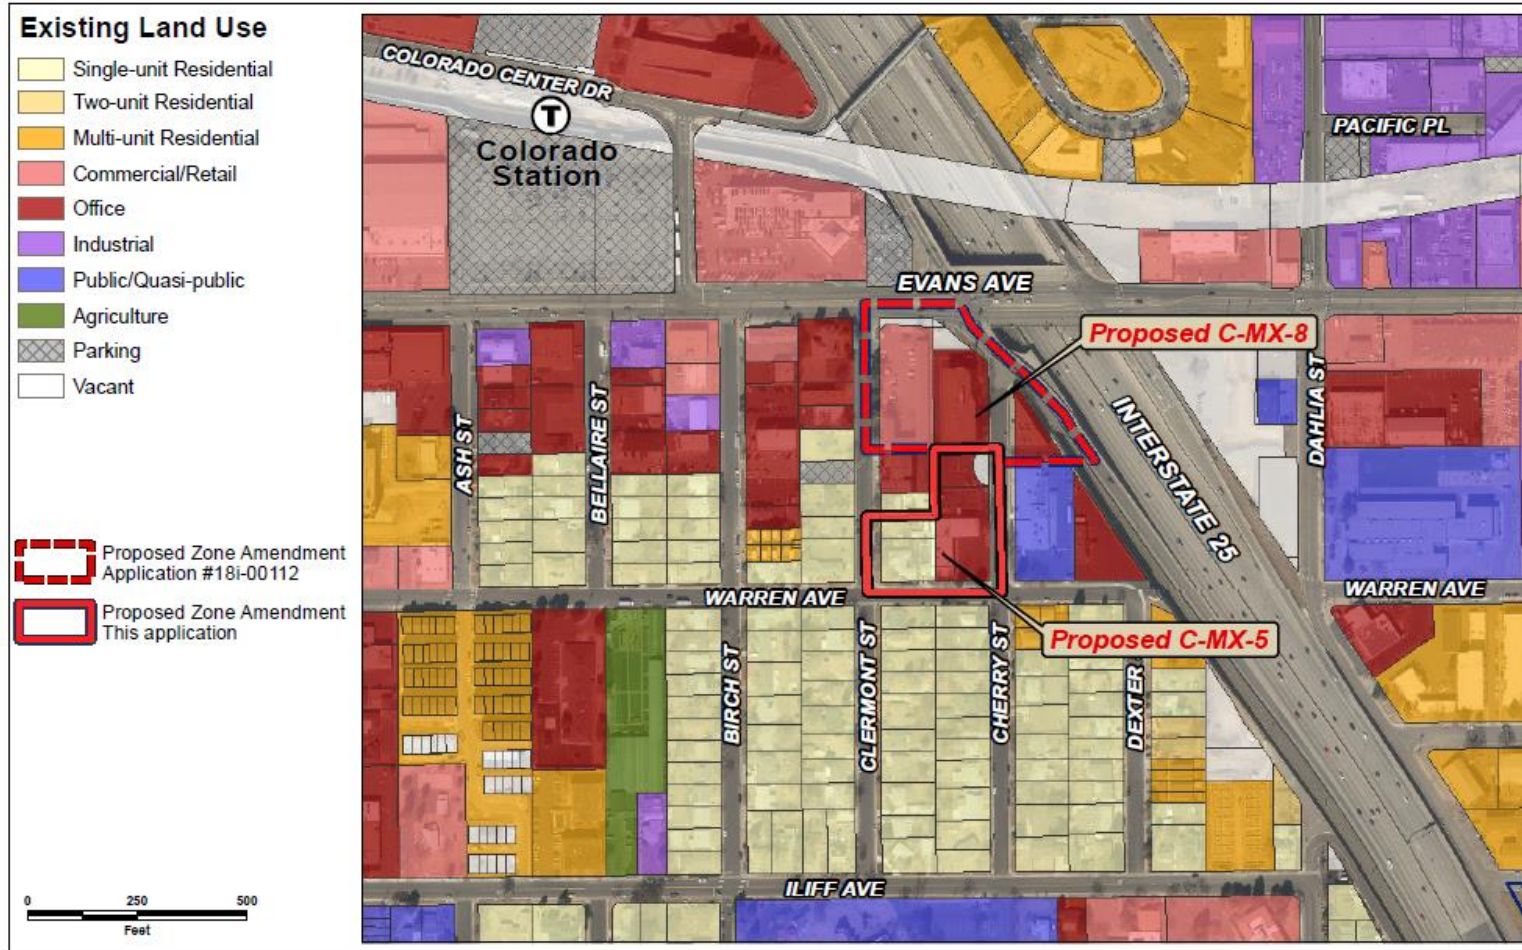 Existing Land Use
Single-unit Residential
Two-unit Residential
Multi-unit Residential
Commercial/Retail
Office
Industrial
Public/Quasi-public
Agriculture
Parking
Vacant
Proposed Zone Amendment
Application #18i-00112
Proposed Zone Amendment
This application
0 250 500
Feet
COLORADO CENTER DR
T
Colorado
Station
PACIFIC PL
EVANS AVE
Proposed C-MX-8
ASH ST
BELLAIRE ST
INTERSTATE 25
DAHLIA ST
WARREN AVE
WARREN AVE
Proposed C-MX-5
BIRCH ST
CLERMONT ST
CHERRY ST
DEXTER
ILIFF AVE